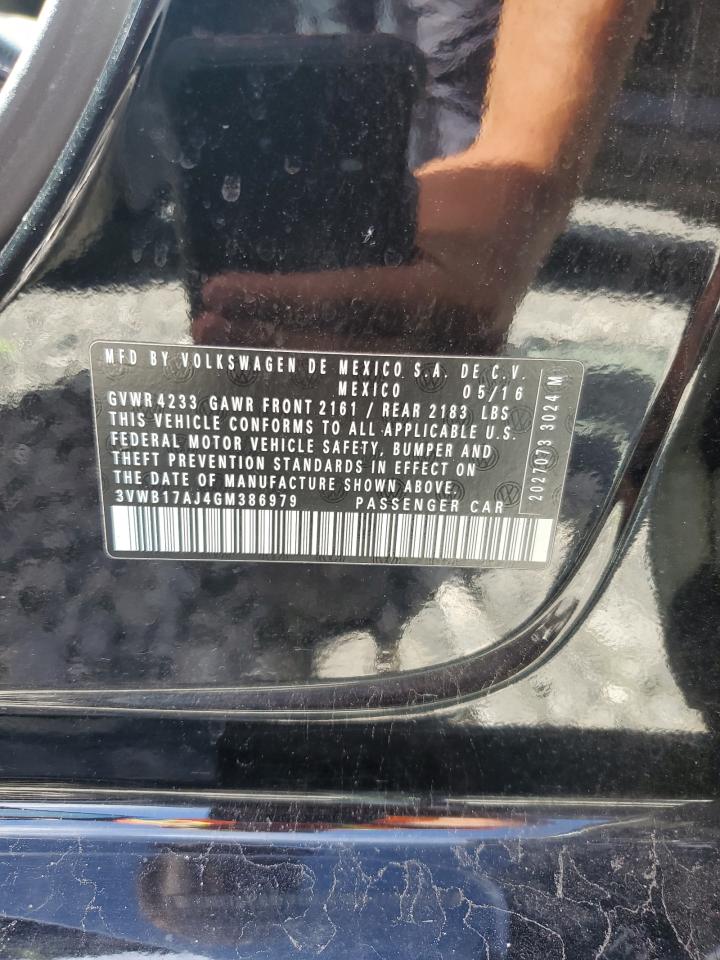 MFD BY VOLKSWAGEN DE MEXICO S.A. DE C.V.
MEXICO 05/16
GVWR 4233 GAWR FRONT 2161 / REAR 2183 LBS
THIS VEHICLE CONFORMS TO ALL APPLICABLE U.S.
FEDERAL MOTOR VEHICLE SAFETY, BUMPER AND
THEFT PREVENTION STANDARDS IN EFFECT ON
THE DATE OF MANUFACTURE SHOWN ABOVE.
3VWB17AJ4GM386979 PASSENGER CAR
2027073 3024 M